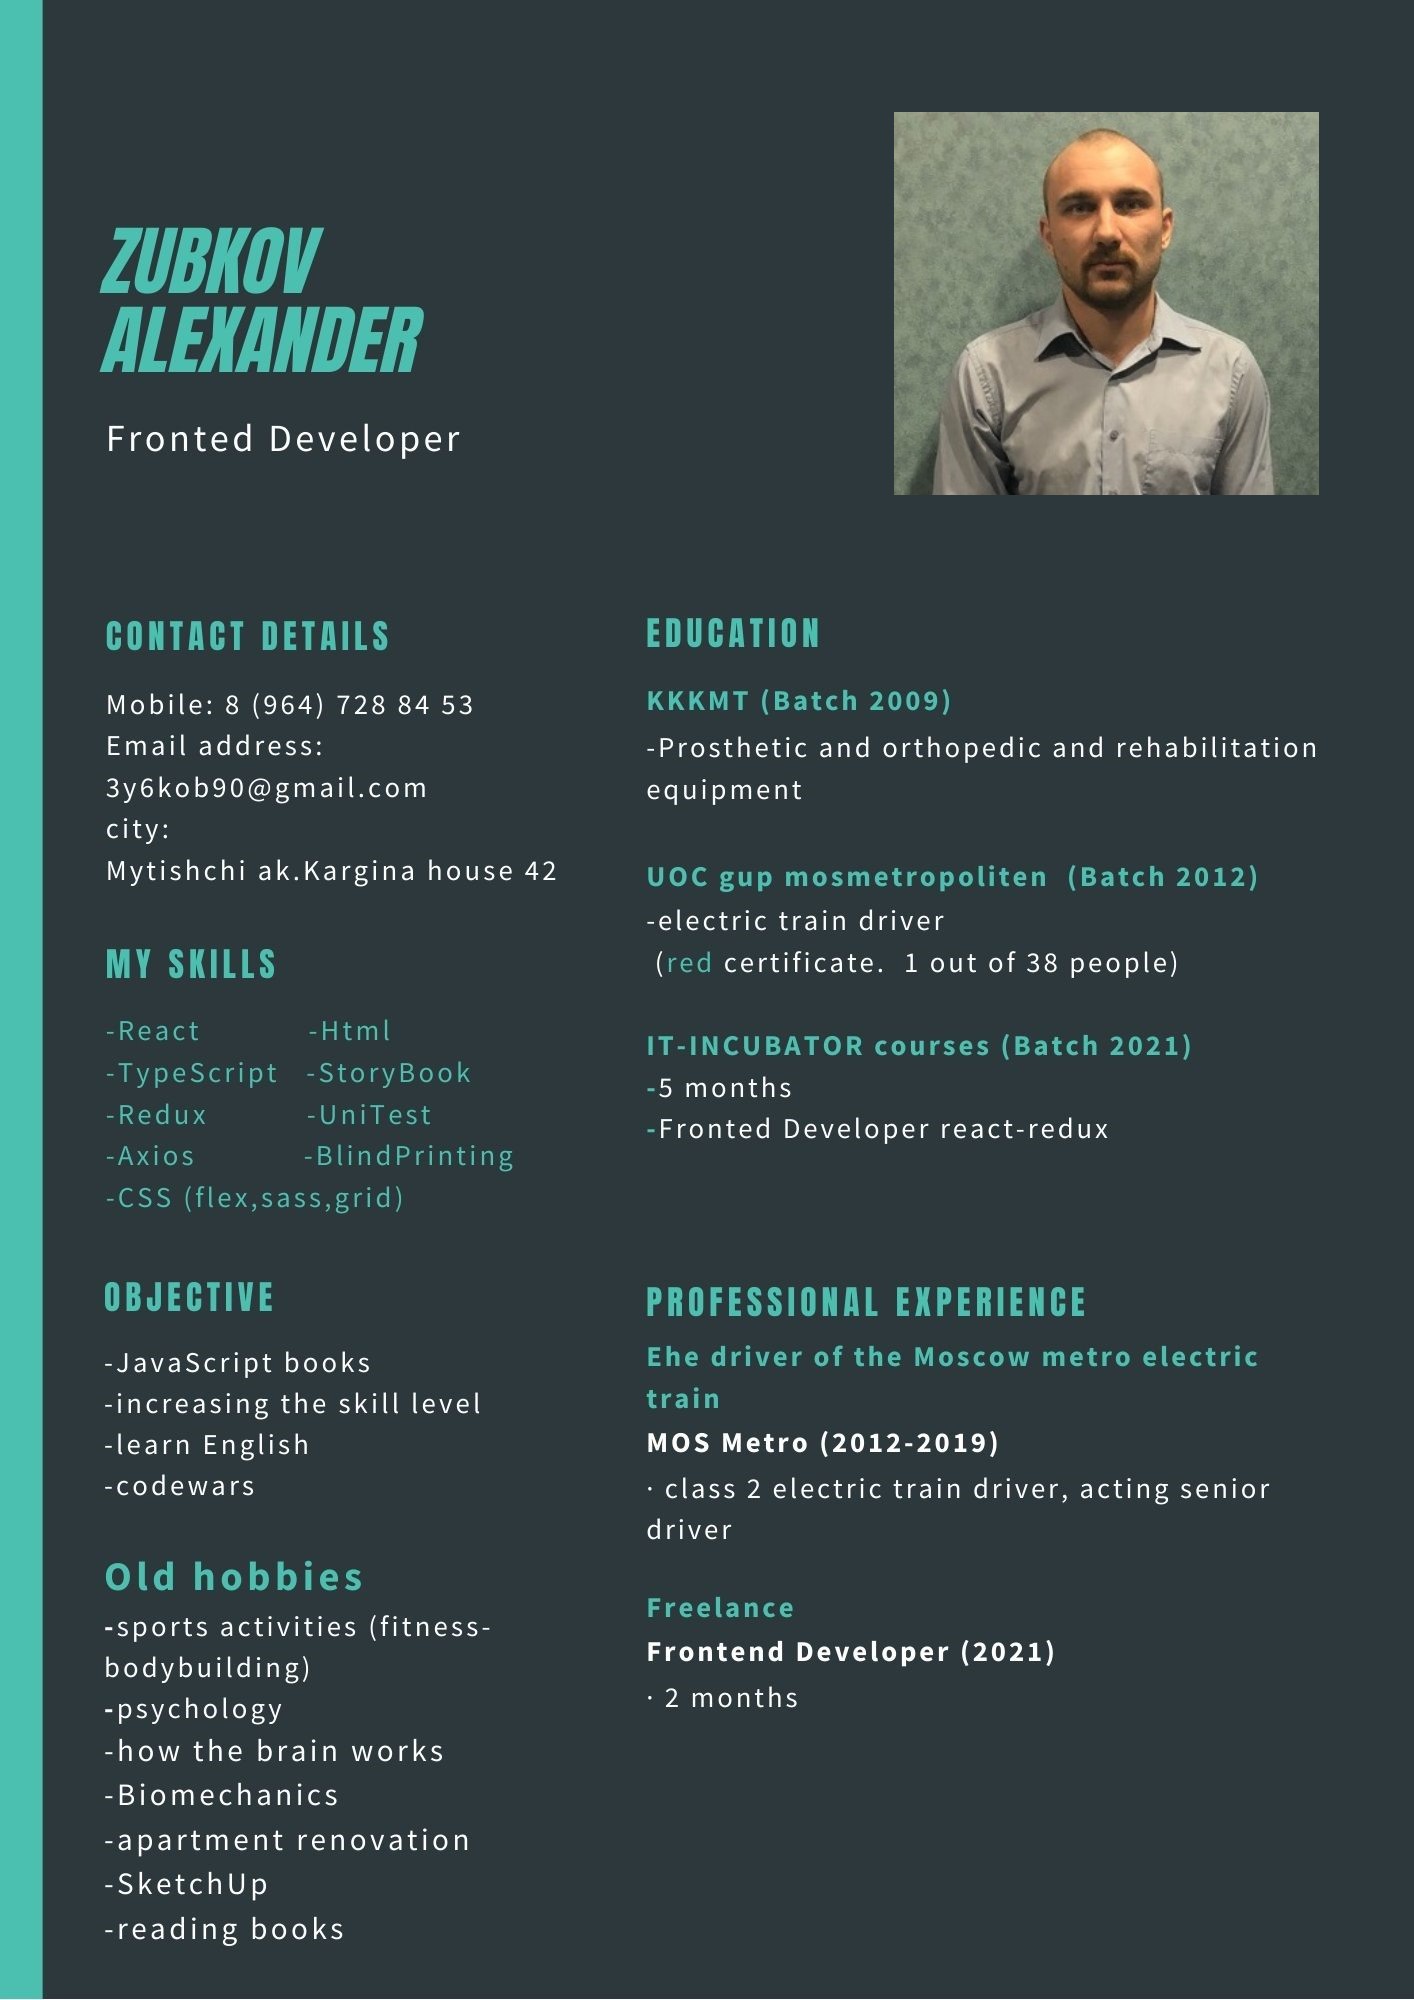 ZUBKOV
ALEXANDER
Fronted Developer
CONTACT DETAILS
Mobile: 8 (964) 728 84 53
Email address:
3y6kob90@gmail.com
city:
Mytishchi ak.Kargina house 42
MY SKILLS
-React -Html
-TypeScript -StoryBook
-Redux -UniTest
-Axios -BlindPrinting
-CSS (flex,sass,grid)
OBJECTIVE
-JavaScript books
-increasing the skill level
-learn English
-codewars
Old hobbies
-sports activities (fitness-
bodybuilding)
-psychology
-how the brain works
-Biomechanics
-apartment renovation
-SketchUp
-reading books
EDUCATION
KKKMT (Batch 2009)
-Prosthetic and orthopedic and rehabilitation
equipment
UOC gup mosmetropoliten (Batch 2012)
-electric train driver
(red certificate. 1 out of 38 people)
IT-INCUBATOR courses (Batch 2021)
-5 months
-Fronted Developer react-redux
PROFESSIONAL EXPERIENCE
Ehe driver of the Moscow metro electric
train
MOS Metro (2012-2019)
· class 2 electric train driver, acting senior
driver
Freelance
Frontend Developer (2021)
· 2 months